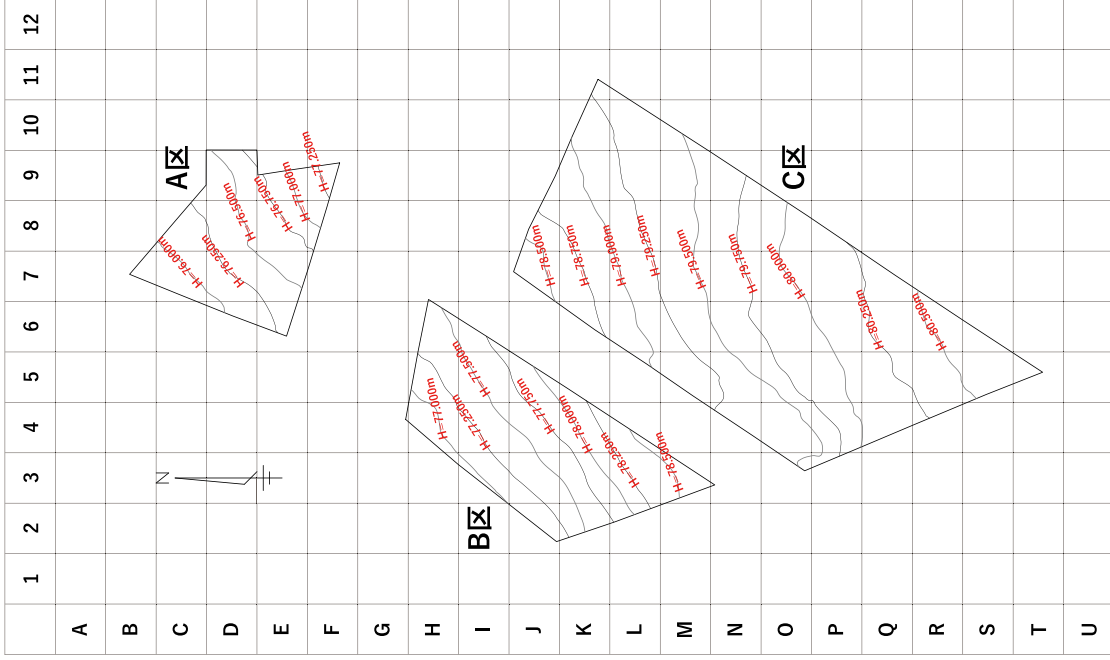 12
11
10
9
8
7
6
5
4
3
2
1
A
B
C
D
E
F
G
H
I
J
K
L
M
N
O
P
Q
R
S
T
U
A区
H=76.000m
H=76.250m
H=76.500m
H=76.750m
H=77.000m
H=77.250m
B区
H=77.000m
H=77.250m
H=77.500m
H=77.750m
H=78.000m
H=78.250m
H=78.500m
C区
H=78.500m
H=78.750m
H=79.000m
H=79.250m
H=79.500m
H=79.750m
H=80.000m
H=80.250m
H=80.500m
N